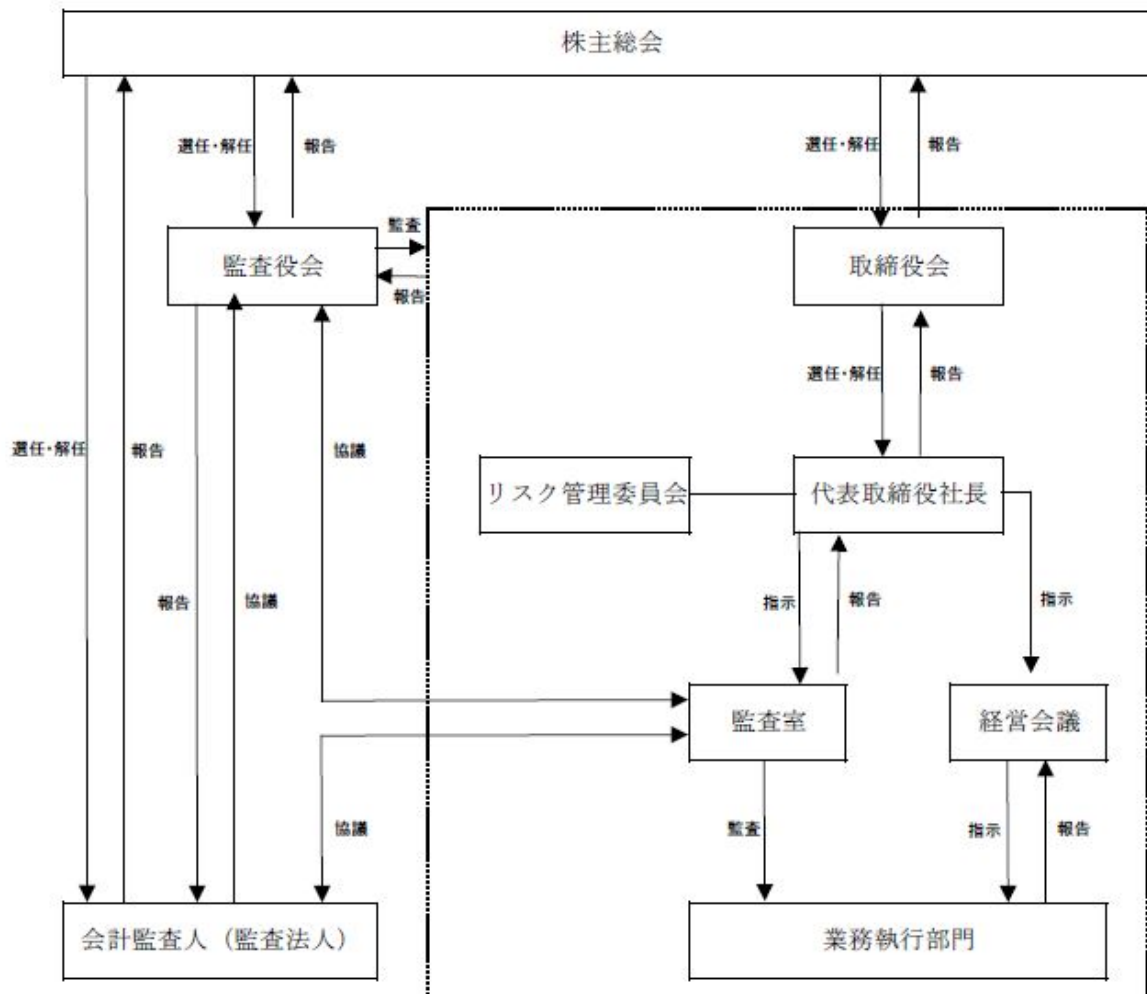 株主総会
選任・解任
報告
選任・解任
報告
監査役会
監査
報告
取締役会
選任・解任
報告
選任・解任
報告
協議
リスク管理委員会
代表取締役社長
報告
協議
指示
報告
指示
監査室
経営会議
協議
監査
指示
報告
会計監査人（監査法人）
業務執行部門